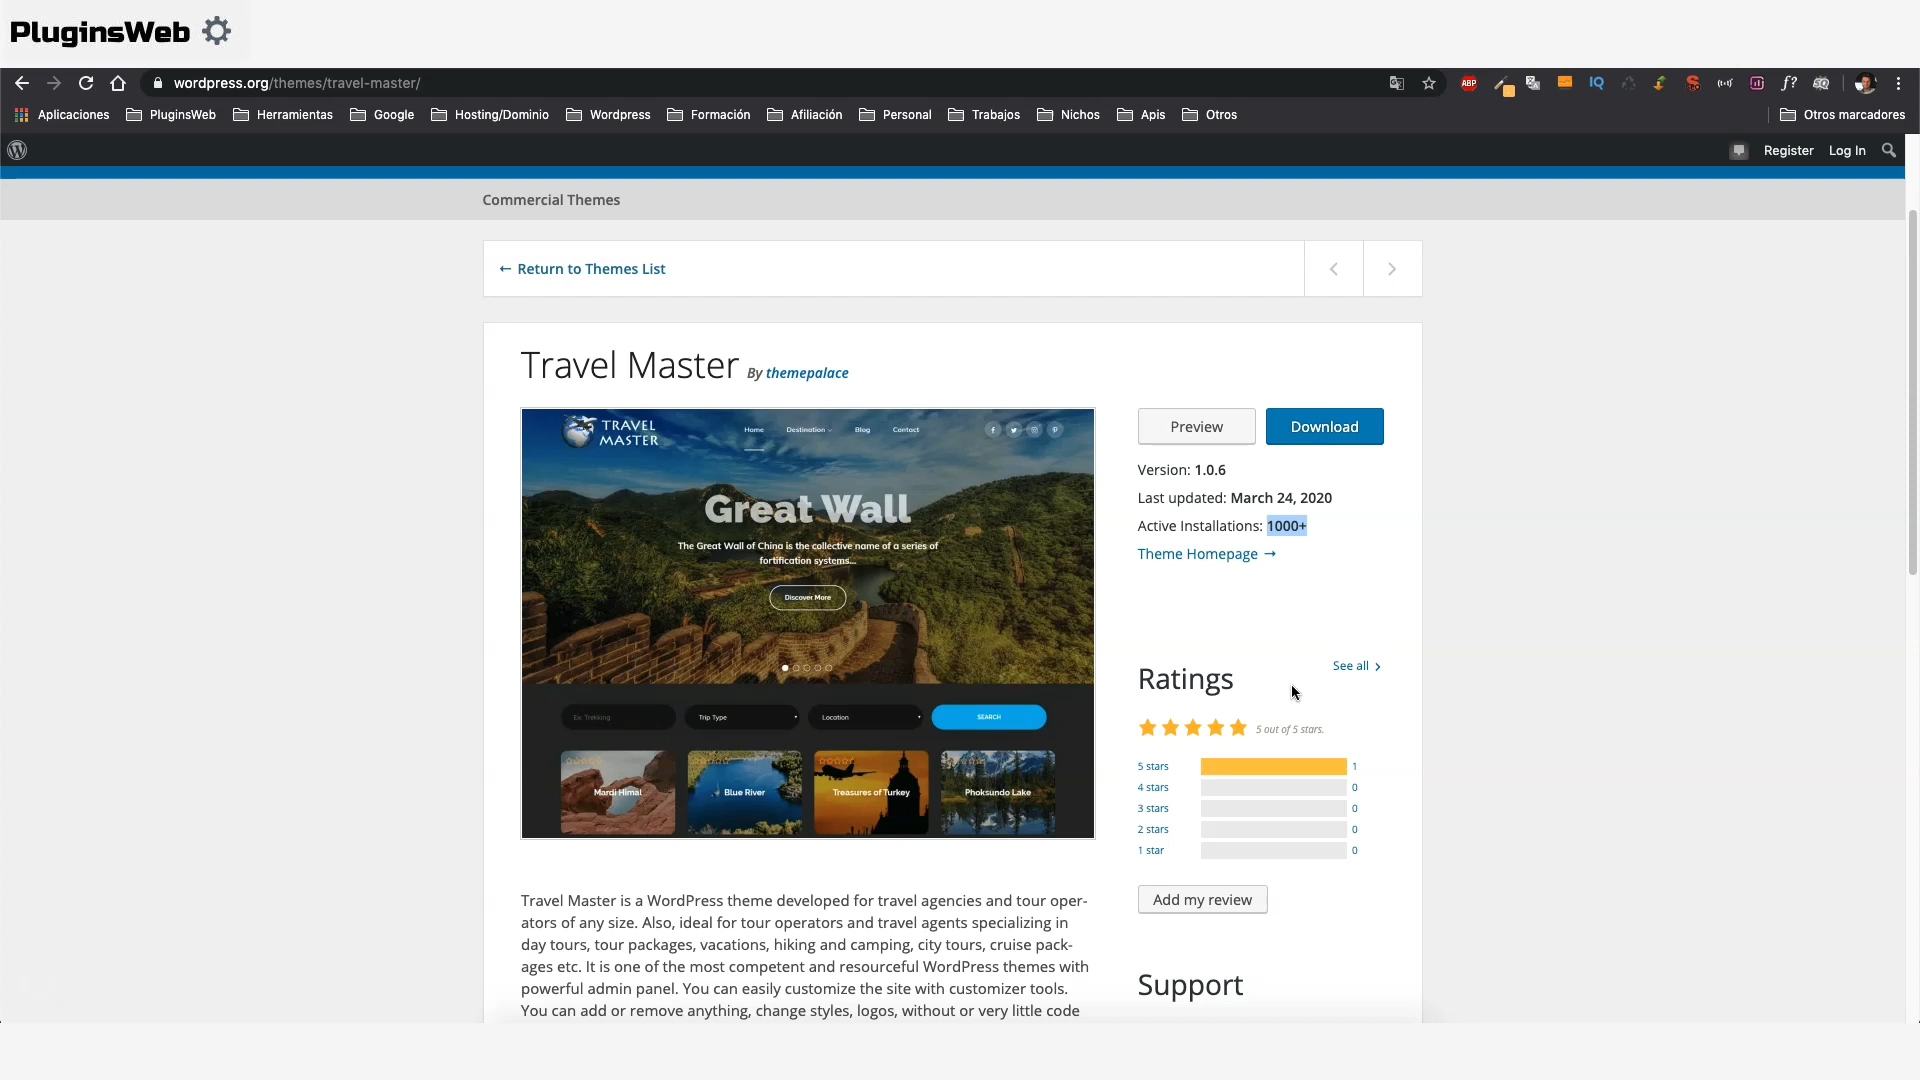 PluginsWeb
wordpress.org/themes/travel-master/
ABP
IQ
f?
Aplicaciones
PluginsWeb
Herramientas
Google
Hosting/Dominio
Wordpress
Formación
Afiliación
Personal
Trabajos
Nichos
Apis
Otros
Otros marcadores
Register
Log In
Commercial Themes
← Return to Themes List
Travel Master By themepalace
TRAVEL
MASTER
Home
Destination
Blog
Contact
Great Wall
The Great Wall of China is the collective name of a series of
fortification systems...
Discover More
Ex: Trekking
Trip Type
Location
SEARCH
Mardi Himal
Blue River
Treasures of Turkey
Phoksundo Lake
Preview
Download
Version: 1.0.6
Last updated: March 24, 2020
Active Installations: 1000+
Theme Homepage →
Ratings
See all
5 out of 5 stars.
5 stars 1
4 stars 0
3 stars 0
2 stars 0
1 star 0
Add my review
Support
Travel Master is a WordPress theme developed for travel agencies and tour oper-
ators of any size. Also, ideal for tour operators and travel agents specializing in
day tours, tour packages, vacations, hiking and camping, city tours, cruise pack-
ages etc. It is one of the most competent and resourceful WordPress themes with
powerful admin panel. You can easily customize the site with customizer tools.
You can add or remove anything, change styles, logos, without or very little code